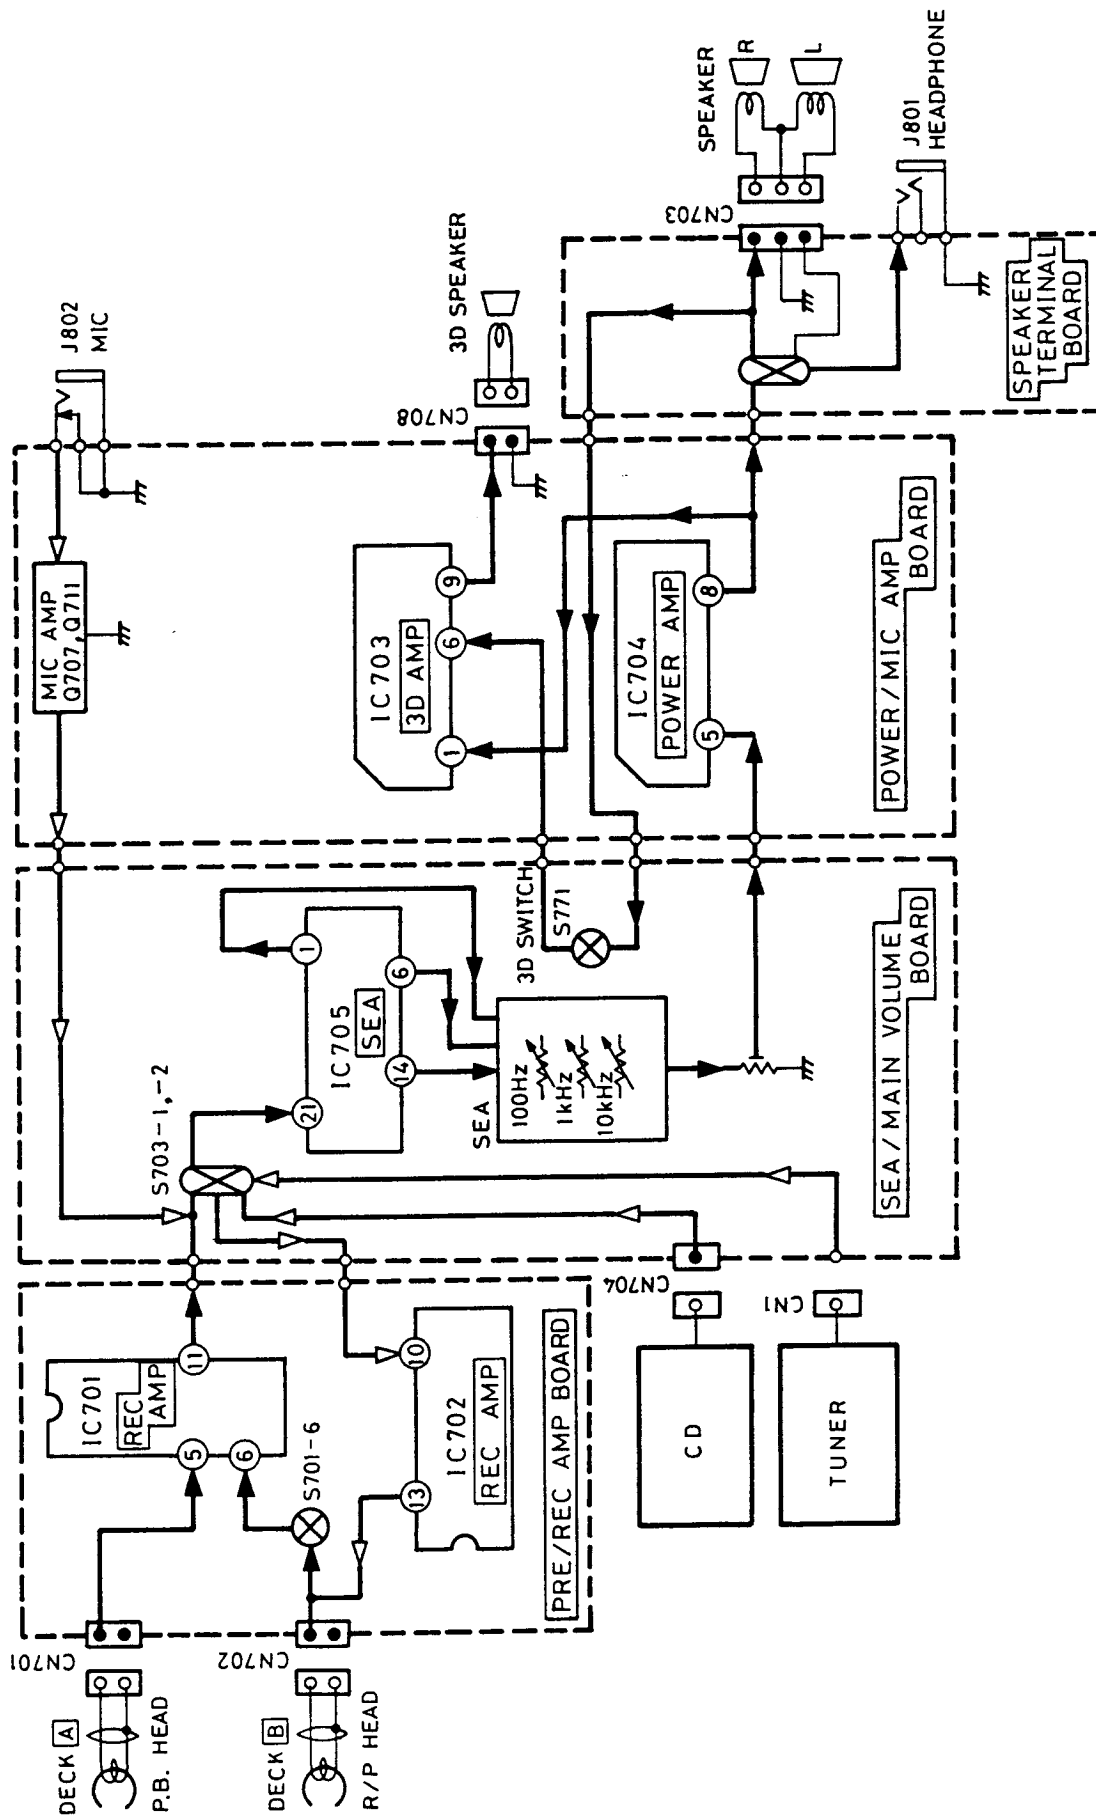 DECK A
P.B. HEAD
CN701
DECK B
R/P HEAD
CN702
IC701
REC
AMP
5
6
11
S701-6
IC702
REC AMP
13
10
PRE/REC AMP BOARD
CD
CN704
TUNER
CN1
S703-1,-2
IC705
SEA
21
14
6
1
SEA
100Hz
1kHz
10kHz
3D SWITCH
S771
SEA/MAIN VOLUME
BOARD
MIC AMP
Q707,Q711
J802
MIC
IC703
3D AMP
1
6
9
CN708
3D SPEAKER
IC704
POWER AMP
5
8
POWER/MIC AMP
BOARD
CN703
SPEAKER
R
L
J801
HEADPHONE
SPEAKER
TERMINAL
BOARD